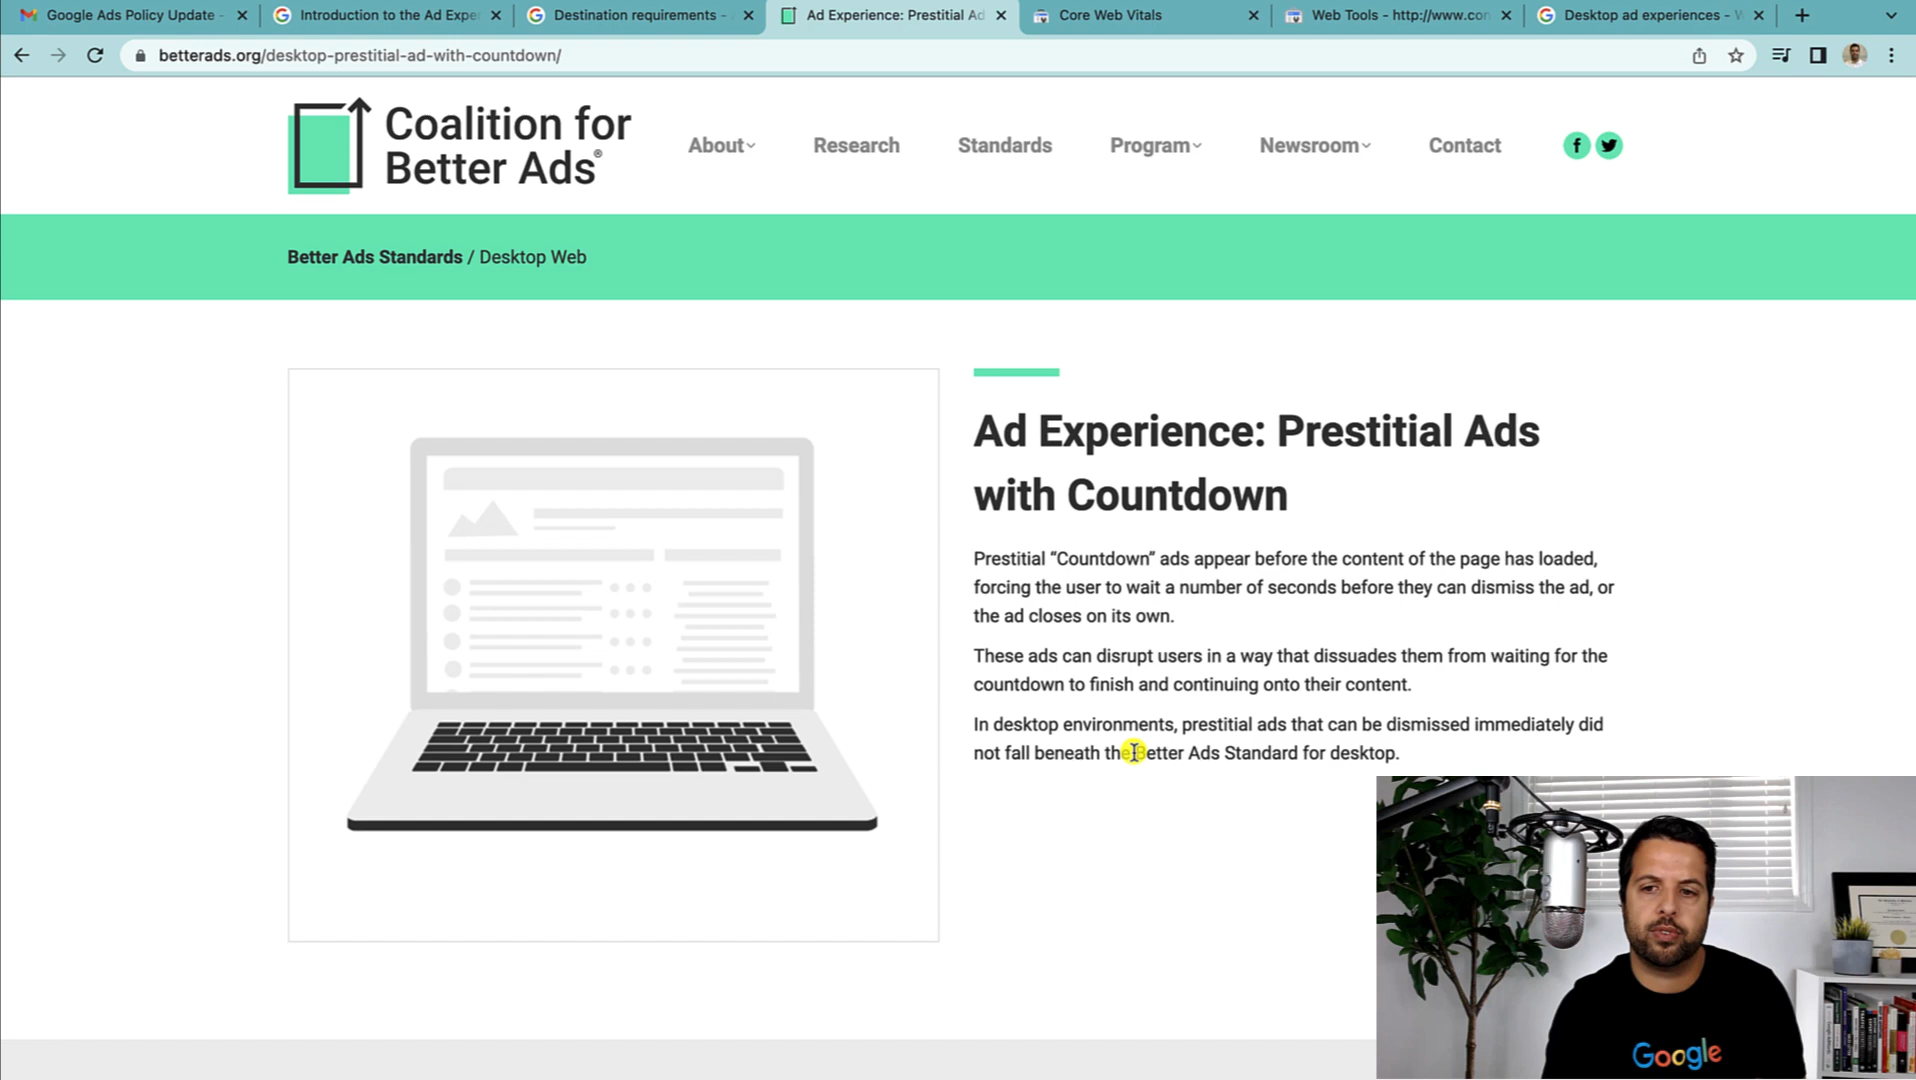 Google Ads Policy Update -
Introduction to the Ad Expe
Destination requirements -
Ad Experience: Prestitial Ad
Core Web Vitals
Web Tools - http://www.con
Desktop ad experiences -
betterads.org/desktop-prestitial-ad-with-countdown/
Coalition for
Better Ads®
About
Research
Standards
Program
Newsroom
Contact
Better Ads Standards / Desktop Web
Ad Experience: Prestitial Ads
with Countdown
Prestitial “Countdown” ads appear before the content of the page has loaded,
forcing the user to wait a number of seconds before they can dismiss the ad, or
the ad closes on its own.
These ads can disrupt users in a way that dissuades them from waiting for the
countdown to finish and continuing onto their content.
In desktop environments, prestitial ads that can be dismissed immediately did
not fall beneath the Better Ads Standard for desktop.
Google